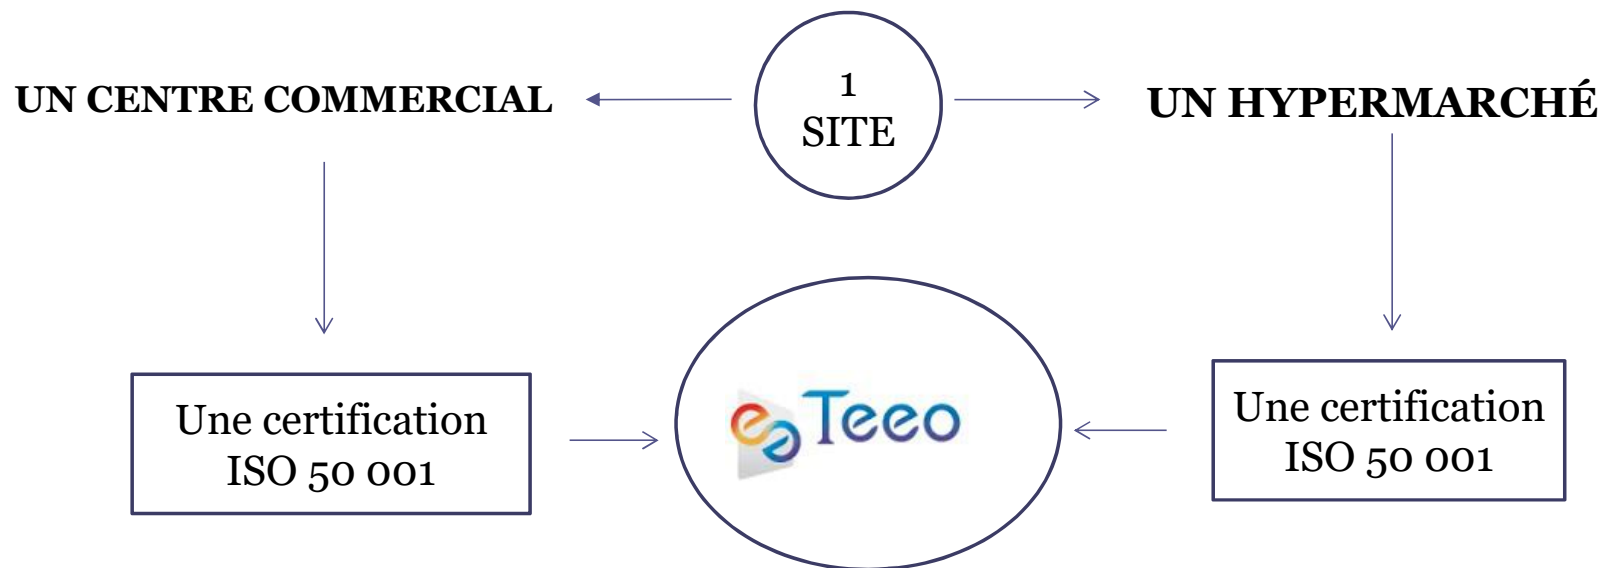 UN CENTRE COMMERCIAL
1
SITE
UN HYPERMARCHÉ
Une certification
ISO 50 001
Teeo
Une certification
ISO 50 001